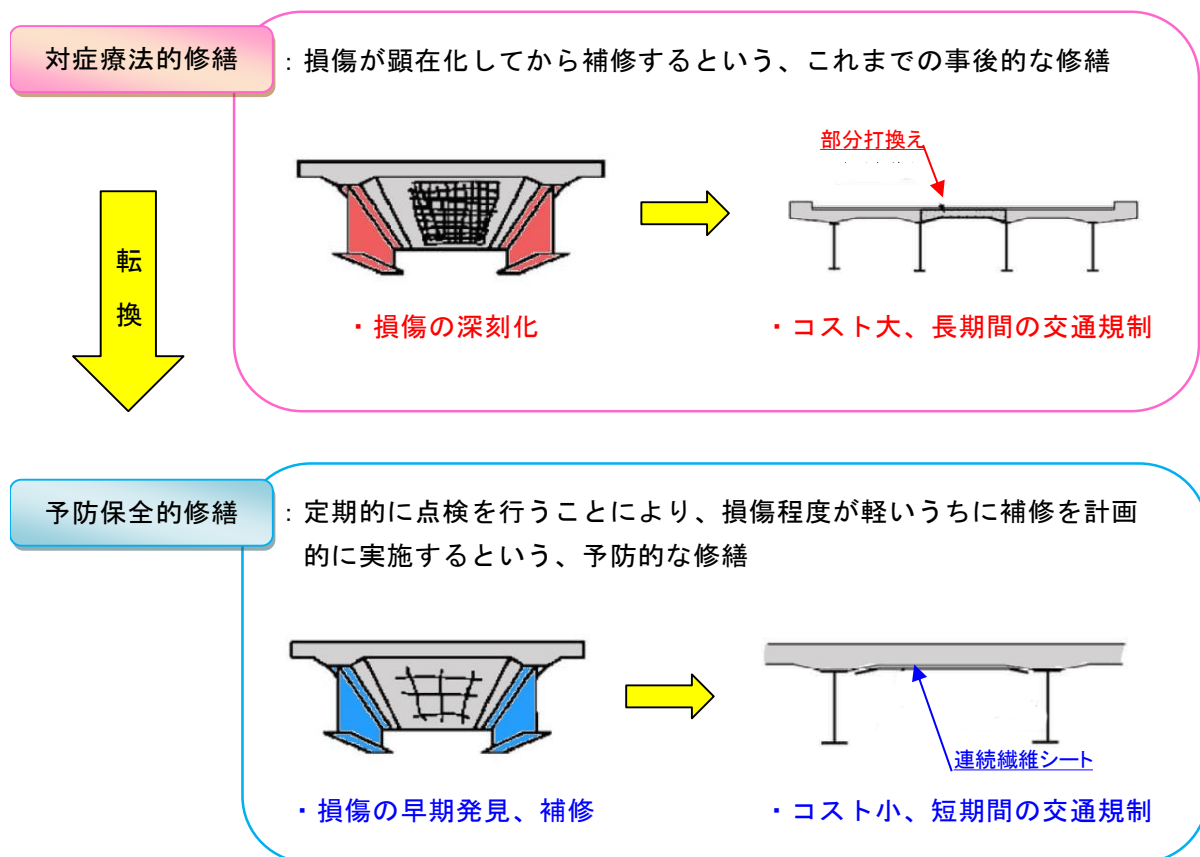 対症療法的修繕
：損傷が顕在化してから補修するという、これまでの事後的な修繕
部分打換え
・損傷の深刻化
・コスト大、長期間の交通規制
転
換
予防保全的修繕
：定期的に点検を行うことにより、損傷程度が軽いうちに補修を計画
的に実施するという、予防的な修繕
連続繊維シート
・損傷の早期発見、補修
・コスト小、短期間の交通規制